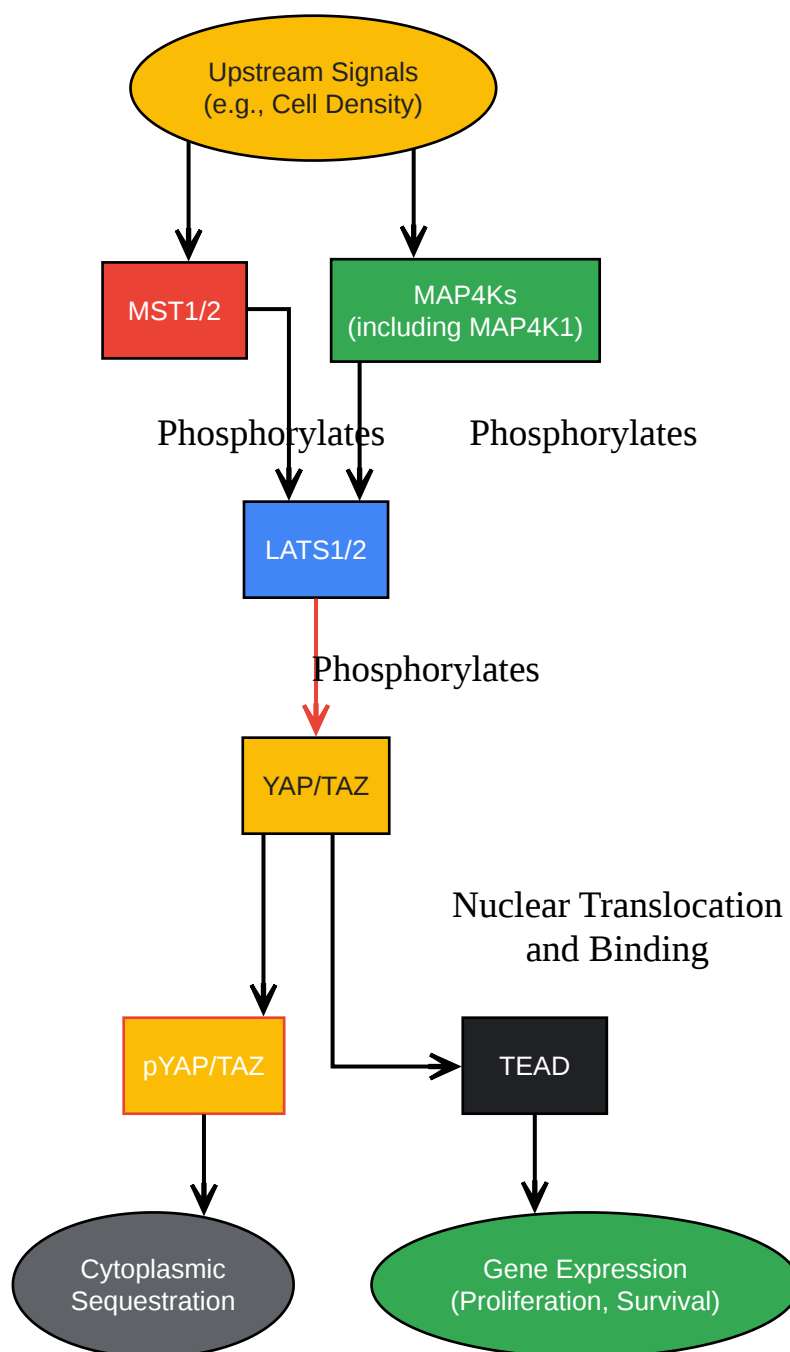 Upstream Signals
(e.g., Cell Density)
MST1/2
MAP4Ks
(including MAP4K1)
Phosphorylates
Phosphorylates
LATS1/2
Phosphorylates
YAP/TAZ
Nuclear Translocation
and Binding
pYAP/TAZ
TEAD
Cytoplasmic
Sequestration
Gene Expression
(Proliferation, Survival)